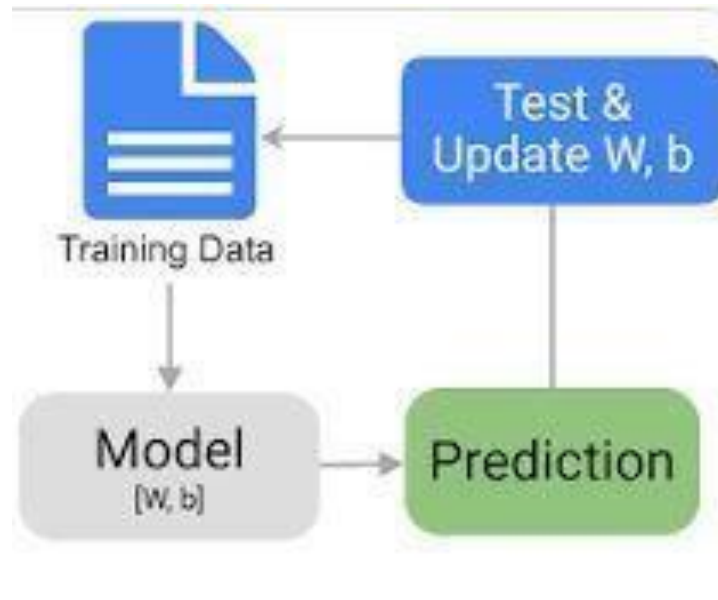 Test &
Update W, b
Training Data
Model
[W, b]
Prediction